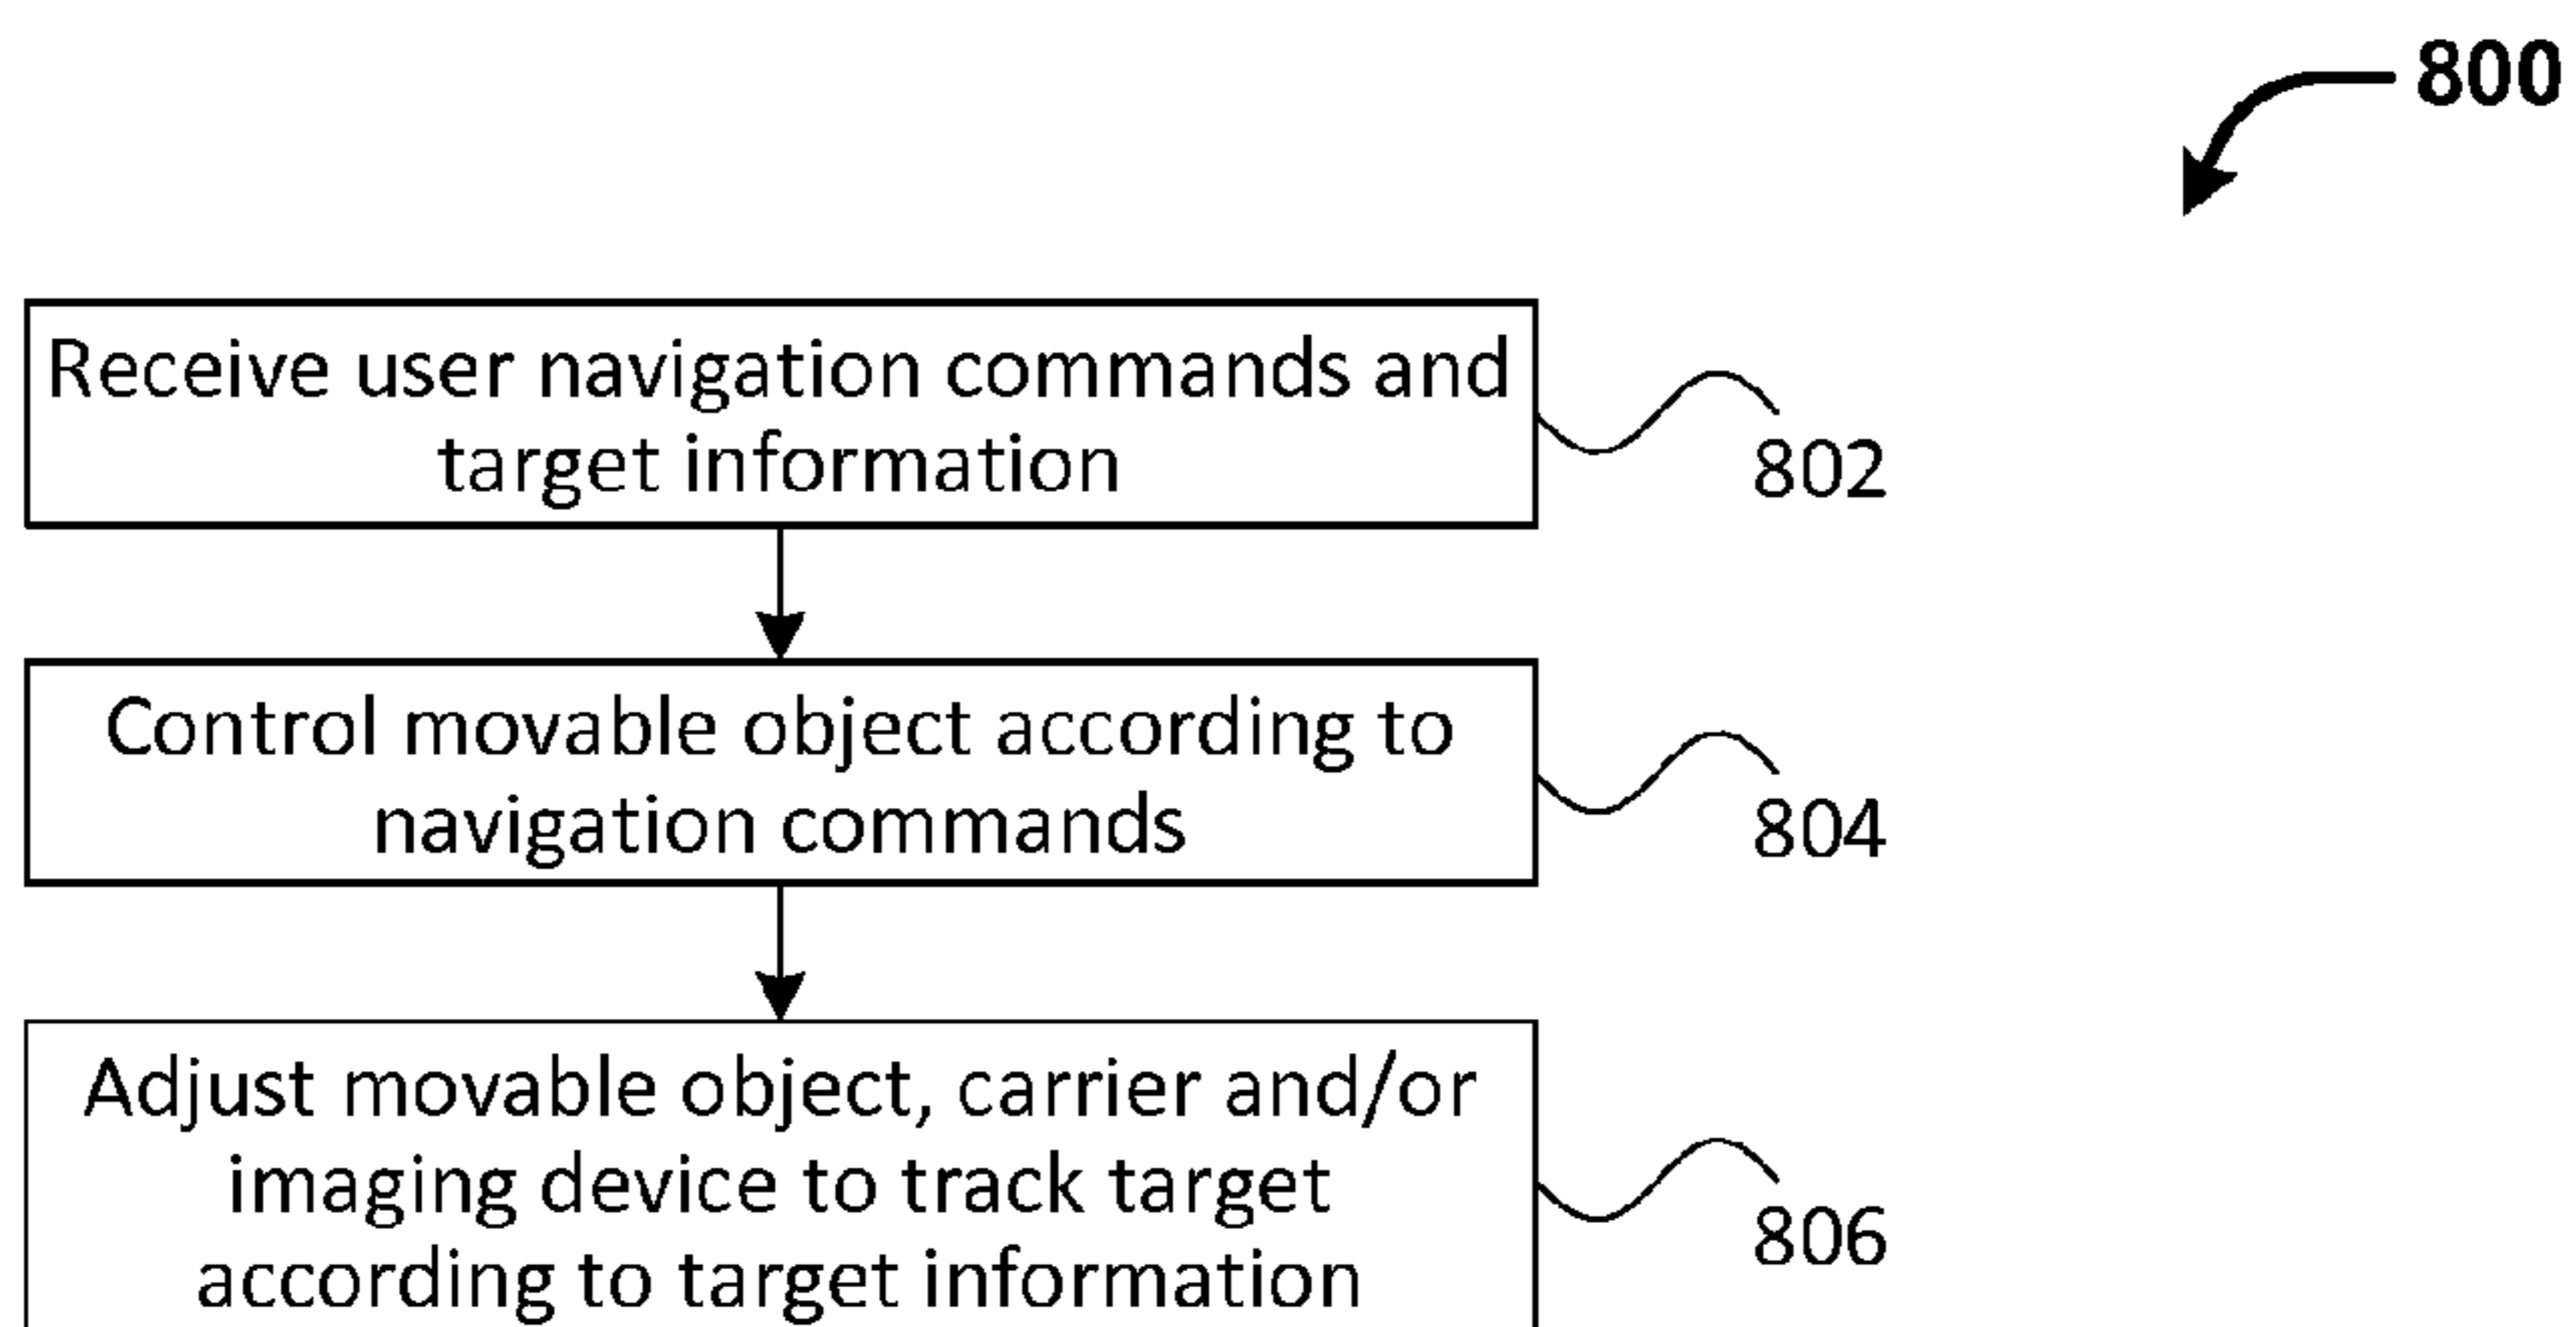 800
Receive user navigation commands and
target information
802
Control movable object according to
navigation commands
804
Adjust movable object, carrier and/or
imaging device to track target
according to target information
806